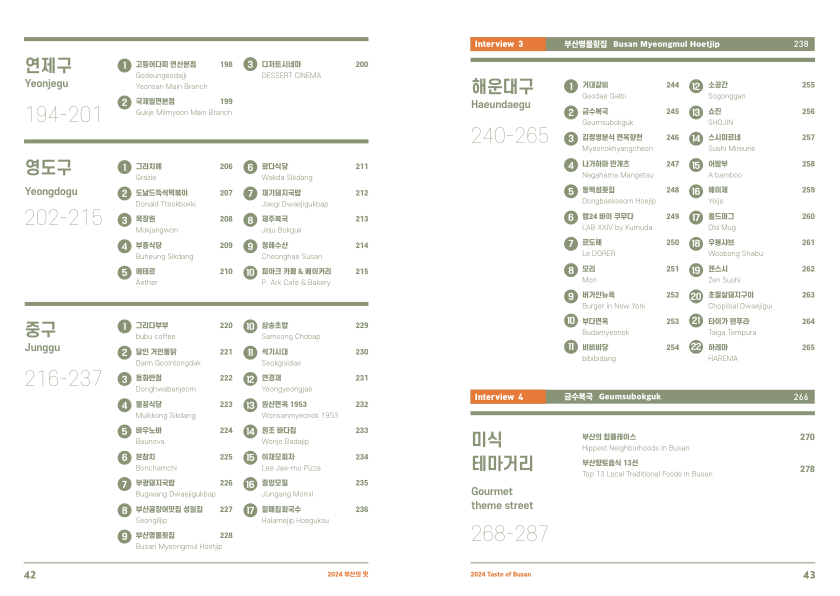 연제구
Yeonjegu
194-201
1 고등어다찌 연산본점 198
Geodeungeodajji
Yeonsan Main Branch
2 국제밀면본점 199
Gukje Milmyeon Main Branch
3 디저트시네마 200
DESSERT CINEMA
영도구
Yeongdogu
202-215
1 그라치에 206
Grazie
2 도날드즉석떡볶이 207
Donald Tteokbokki
3 목장원 208
Mokjangwon
4 부흥식당 209
Buheung Sikdang
5 에테르 210
Aether
6 왔다식당 211
Wakda Sikdang
7 재기돼지국밥 212
Jaegi Dwaejigukbap
8 제주복국 213
Jeju Bokguk
9 청해수산 214
Cheonghae Susan
10 피아크 카페 & 베이커리 215
P. Ark Cafe & Bakery
중구
Junggu
216-237
1 그리다부부 220
bubu coffee
2 달인 거인통닭 221
Darin Geointongdak
3 동화반점 222
Donghwabanjeom
4 물꽁식당 223
Mulkkong Sikdang
5 바우노바 224
Baunova
6 본참치 225
Bonchamchi
7 부광돼지국밥 226
Bugwang Dwaejigukbap
8 부산꼼장어맛집 성일집 227
Seongiljip
9 부산명물횟집 228
Busan Myeongmul Hoetjip
10 삼송초밥 229
Samsong Chobap
11 석기시대 230
Seokgisidae
12 연경재 231
Yeongyeongjae
13 원산면옥 1953 232
Wonsanmyeonok 1953
14 원조 바다집 233
Wonjo Badajip
15 이재모피자 234
Lee Jae-mo Pizza
16 중앙모밀 235
Jungang Momil
17 할매집회국수 236
Halamejip Hoeguksu
42
2024 부산의 맛
Interview 3 부산명물횟집 Busan Myeongmul Hoetjip 238
해운대구
Haeundaegu
240-265
1 거대갈비 244
Geodae Galbi
2 금수복국 245
Geumsubokguk
3 김정영분식 면옥향천 246
Myeonokhyangcheon
4 나가하마 만게츠 247
Nagahama Mangetsu
5 동백섬횟집 248
Dongbaekseom Hoejip
6 랩24 바이 쿠무다 249
LAB XXIV by Kumuda
7 르도헤 250
Le DORER
8 모리 251
Mori
9 버거인뉴욕 252
Burger in New York
10 부다면옥 253
Budamyeonok
11 비비비당 254
bibibidang
12 소공간 255
Sogonggan
13 쇼진 256
SHOJIN
14 스시미르네 257
Sushi Mireune
15 어밤부 258
A bamboo
16 예이제 259
Yeije
17 올드머그 260
Old Mug
18 우봉샤브 261
Woobong Shabu
19 젠스시 262
Zen Sushi
20 초필살돼지구이 263
Chopilsal Dwaejigui
21 타이가 텐푸라 264
Taiga Tempura
22 하레마 265
HAREMA
Interview 4 금수복국 Geumsubokguk 266
미식
테마거리
Gourmet
theme street
268-287
부산의 힙플레이스 270
Hippest Neighborhoods in Busan
부산향토음식 13선 278
Top 13 Local Traditional Foods in Busan
2024 Taste of Busan
43